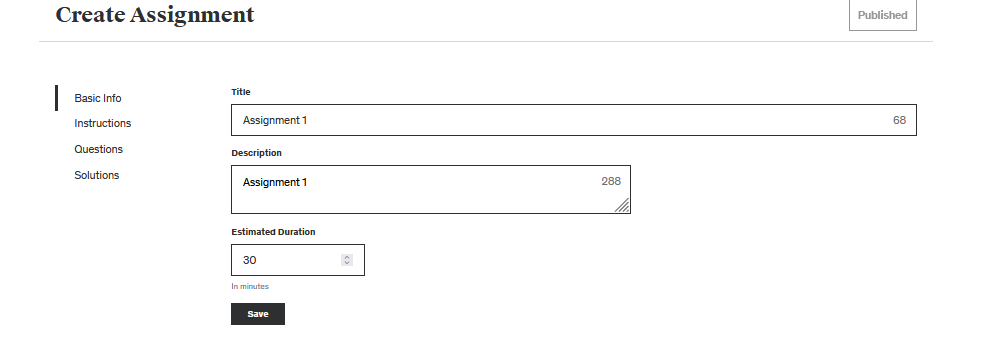 Create Assignment
Published
Basic Info
Instructions
Questions
Solutions
Title
Assignment 1
68
Description
Assignment 1
288
Estimated Duration
30
In minutes
Save